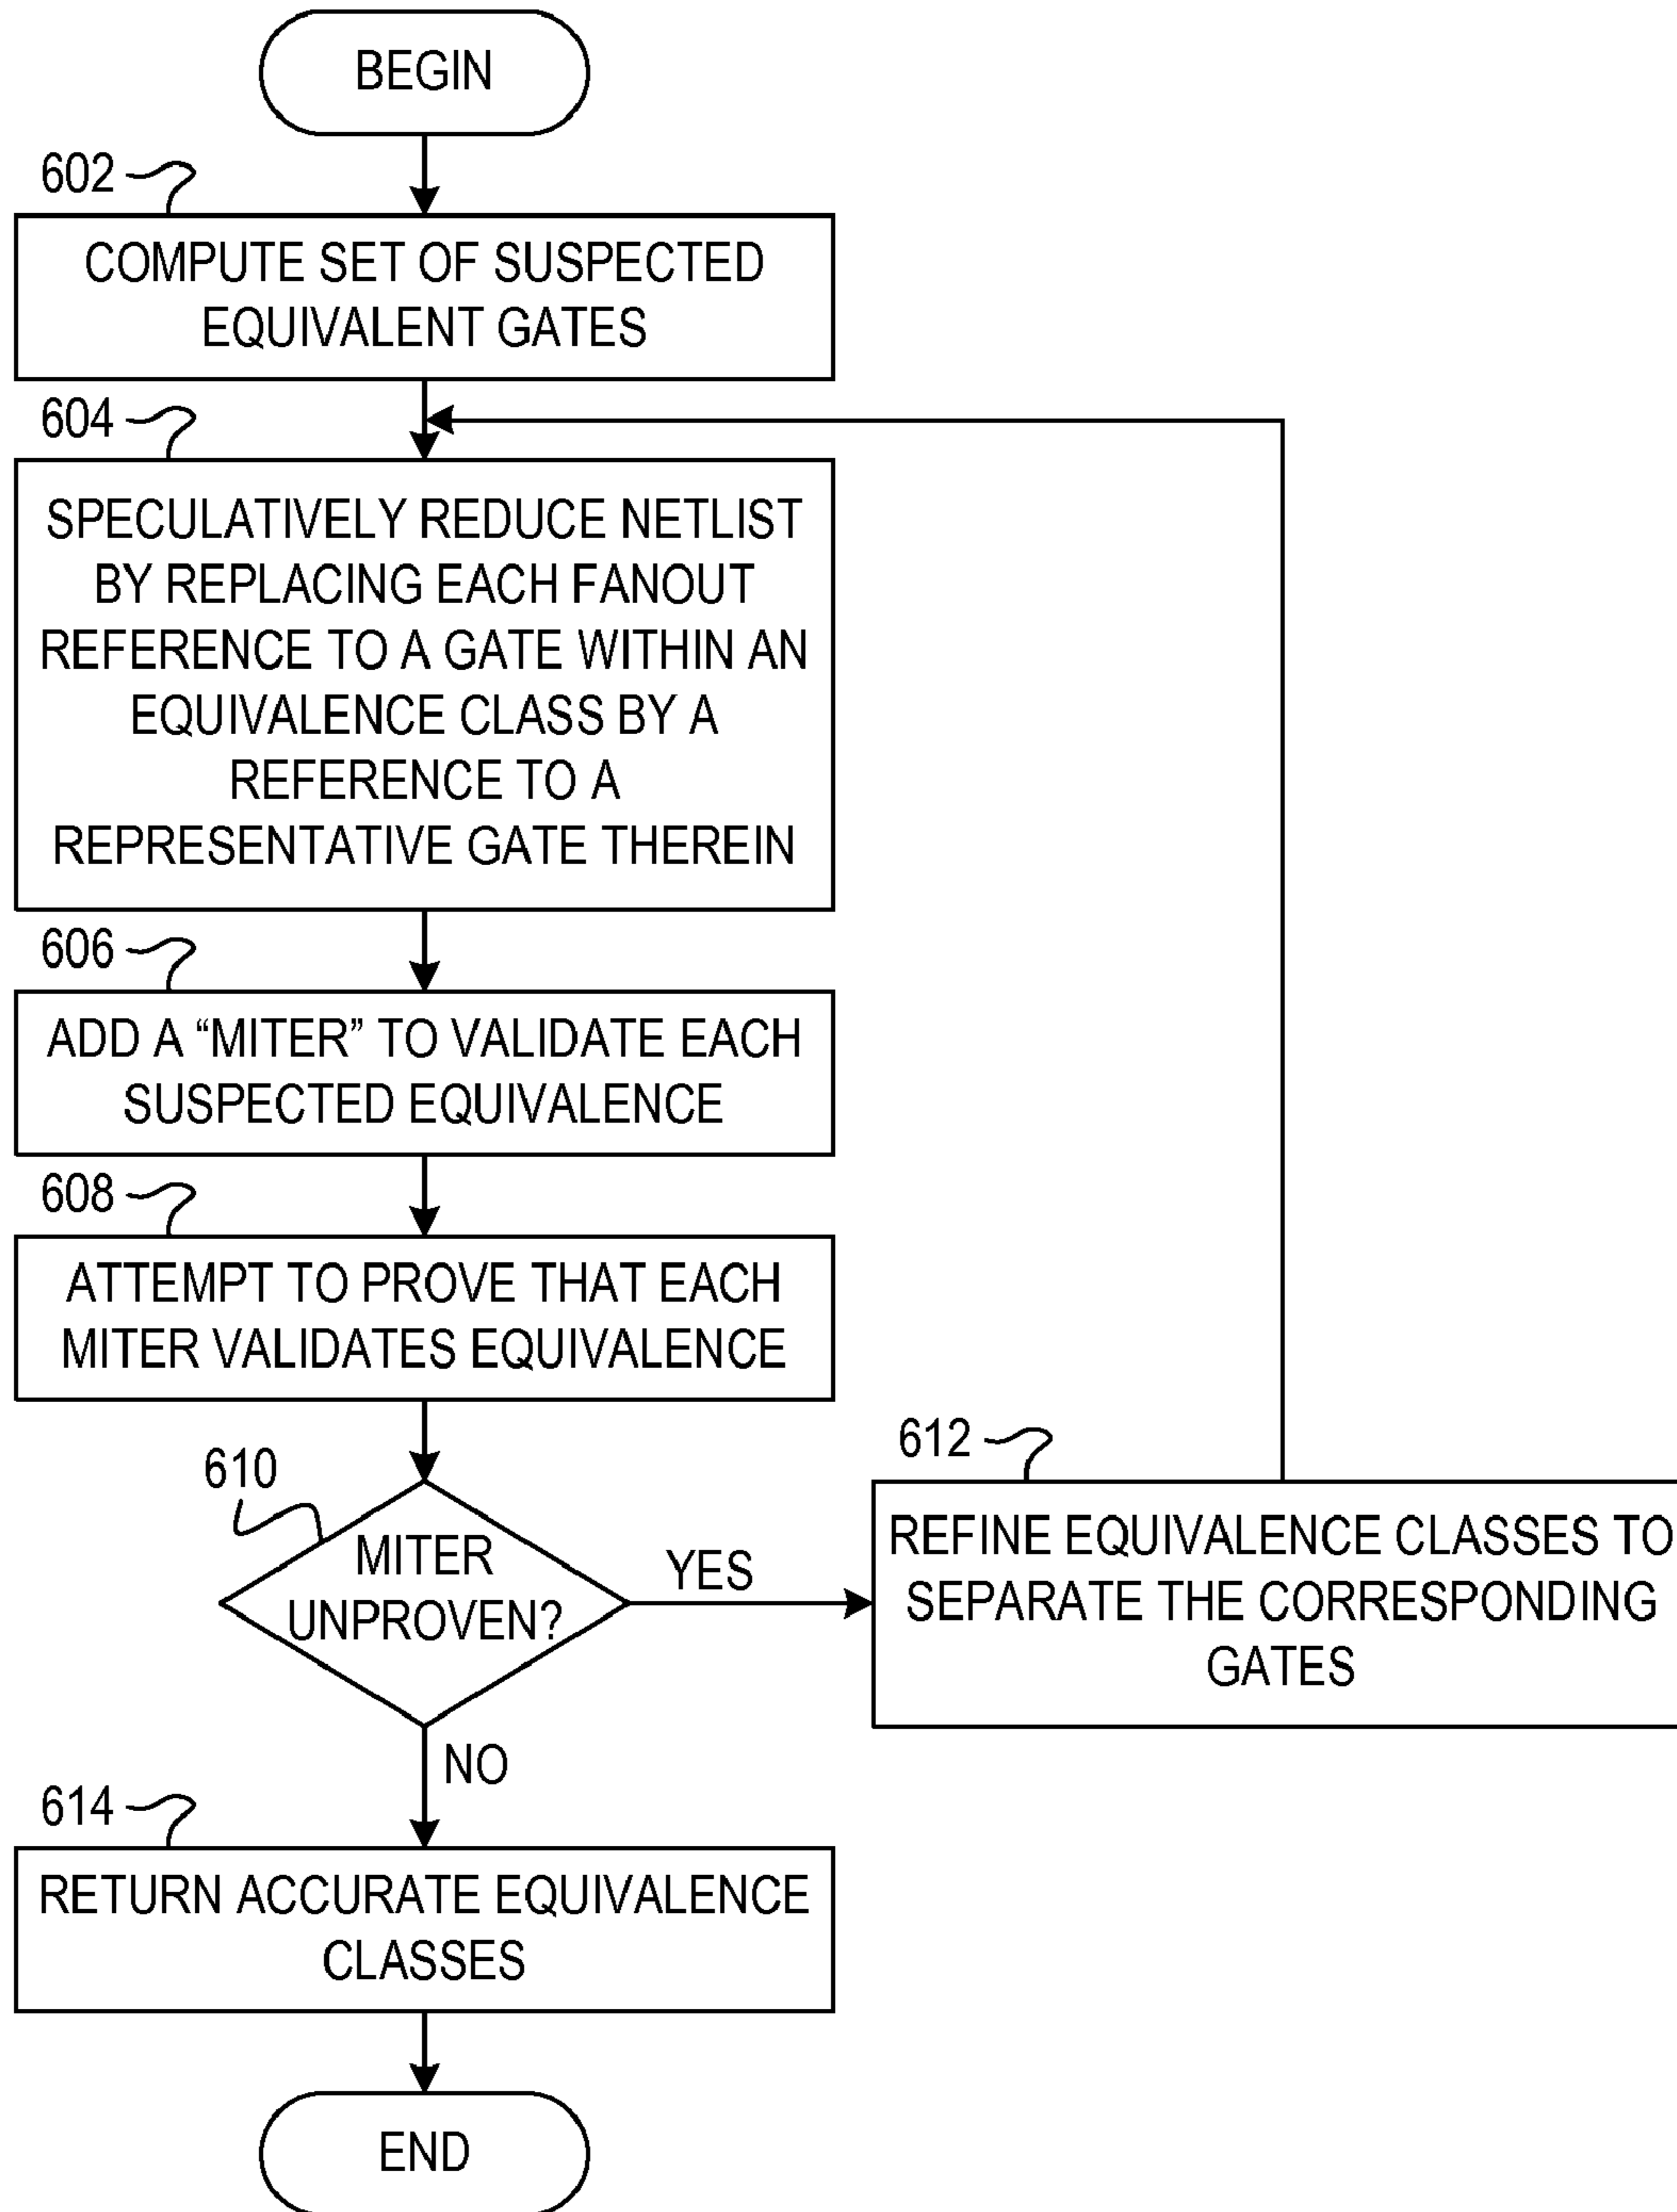 BEGIN
602
COMPUTE SET OF SUSPECTED
EQUIVALENT GATES
604
SPECULATIVELY REDUCE NETLIST
BY REPLACING EACH FANOUT
REFERENCE TO A GATE WITHIN AN
EQUIVALENCE CLASS BY A
REFERENCE TO A
REPRESENTATIVE GATE THEREIN
606
ADD A “MITER” TO VALIDATE EACH
SUSPECTED EQUIVALENCE
608
ATTEMPT TO PROVE THAT EACH
MITER VALIDATES EQUIVALENCE
610
MITER
UNPROVEN?
YES
612
REFINE EQUIVALENCE CLASSES TO
SEPARATE THE CORRESPONDING
GATES
NO
614
RETURN ACCURATE EQUIVALENCE
CLASSES
END